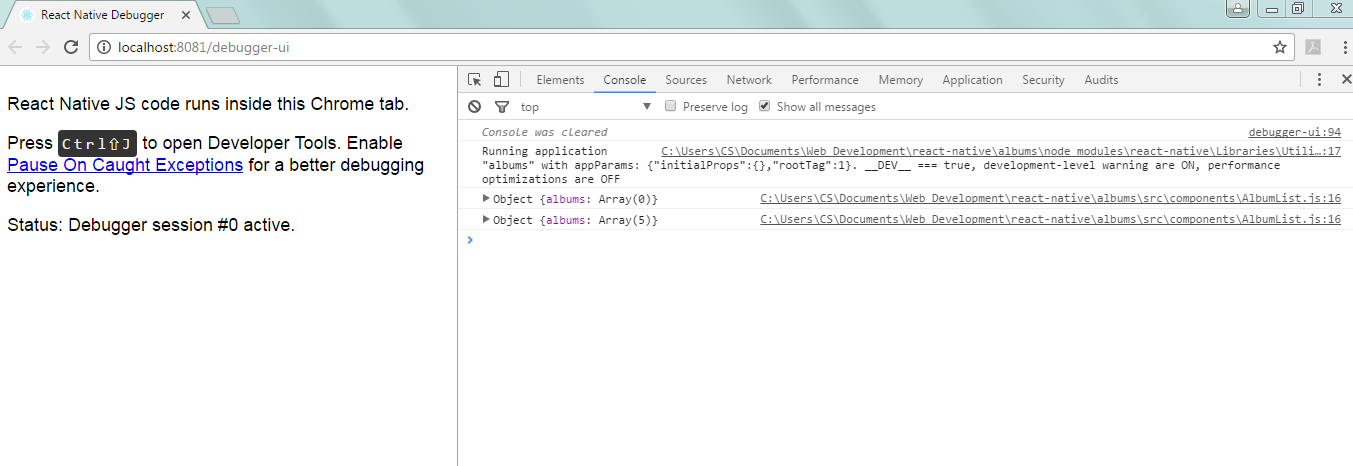 React Native Debugger
localhost:8081/debugger-ui
React Native JS code runs inside this Chrome tab.
Press Ctrl⇧J to open Developer Tools. Enable
Pause On Caught Exceptions for a better debugging
experience.
Status: Debugger session #0 active.
Elements Console Sources Network Performance Memory Application Security Audits
top Preserve log Show all messages
Console was cleared debugger-ui:94
Running application C:\Users\CS\Documents\Web Development\react-native\albums\node modules\react-native\Libraries\Utili…:17
"albums" with appParams: {"initialProps":{},"rootTag":1}. __DEV__ === true, development-level warning are ON, performance
optimizations are OFF
Object {albums: Array(0)} C:\Users\CS\Documents\Web Development\react-native\albums\src\components\AlbumList.js:16
Object {albums: Array(5)} C:\Users\CS\Documents\Web Development\react-native\albums\src\components\AlbumList.js:16